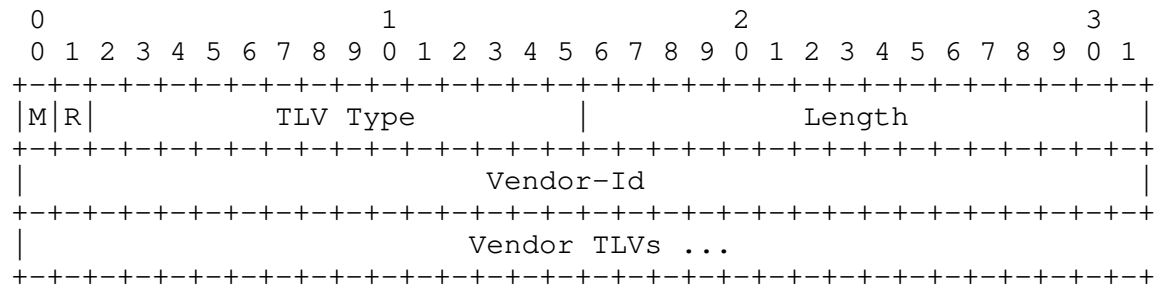 0                   1                   2                   3
 0 1 2 3 4 5 6 7 8 9 0 1 2 3 4 5 6 7 8 9 0 1 2 3 4 5 6 7 8 9 0 1
+-+-+-+-+-+-+-+-+-+-+-+-+-+-+-+-+-+-+-+-+-+-+-+-+-+-+-+-+-+-+-+-+
|M|R|          TLV Type         |            Length             |
+-+-+-+-+-+-+-+-+-+-+-+-+-+-+-+-+-+-+-+-+-+-+-+-+-+-+-+-+-+-+-+-+
|                          Vendor-Id                            |
+-+-+-+-+-+-+-+-+-+-+-+-+-+-+-+-+-+-+-+-+-+-+-+-+-+-+-+-+-+-+-+-+
|                         Vendor TLVs ...
+-+-+-+-+-+-+-+-+-+-+-+-+-+-+-+-+-+-+-+-+-+-+-+-+-+-+-+-+-+-+-+-+